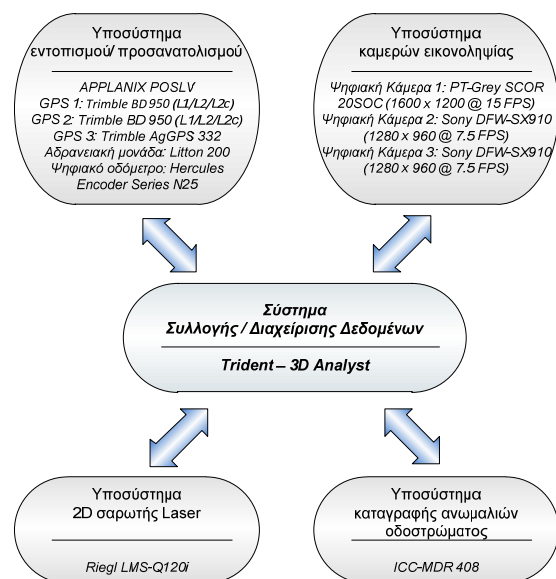 Υποσύστημα
εντοπισμού/ προσανατολισμού
APPLANIX POSLV
GPS 1: Trimble BD 950 (L1/L2/L2c)
GPS 2: Trimble BD 950 (L1/L2/L2c)
GPS 3: Trimble AgGPS 332
Αδρανειακή μονάδα: Litton 200
Ψηφιακό οδόμετρο: Hercules
Encoder Series N25
Υποσύστημα
καμερών εικονοληψίας
Ψηφιακή Κάμερα 1: PT-Grey SCOR
20SOC (1600 x 1200 @ 15 FPS)
Ψηφιακή Κάμερα 2: Sony DFW-SX910
(1280 x 960 @ 7.5 FPS)
Ψηφιακή Κάμερα 3: Sony DFW-SX910
(1280 x 960 @ 7.5 FPS)
Σύστημα
Συλλογής / Διαχείρισης Δεδομένων
Trident – 3D Analyst
Υποσύστημα
2D σαρωτής Laser
Riegl LMS-Q120i
Υποσύστημα
καταγραφής ανωμαλιών
οδοστρώματος
ICC-MDR 408